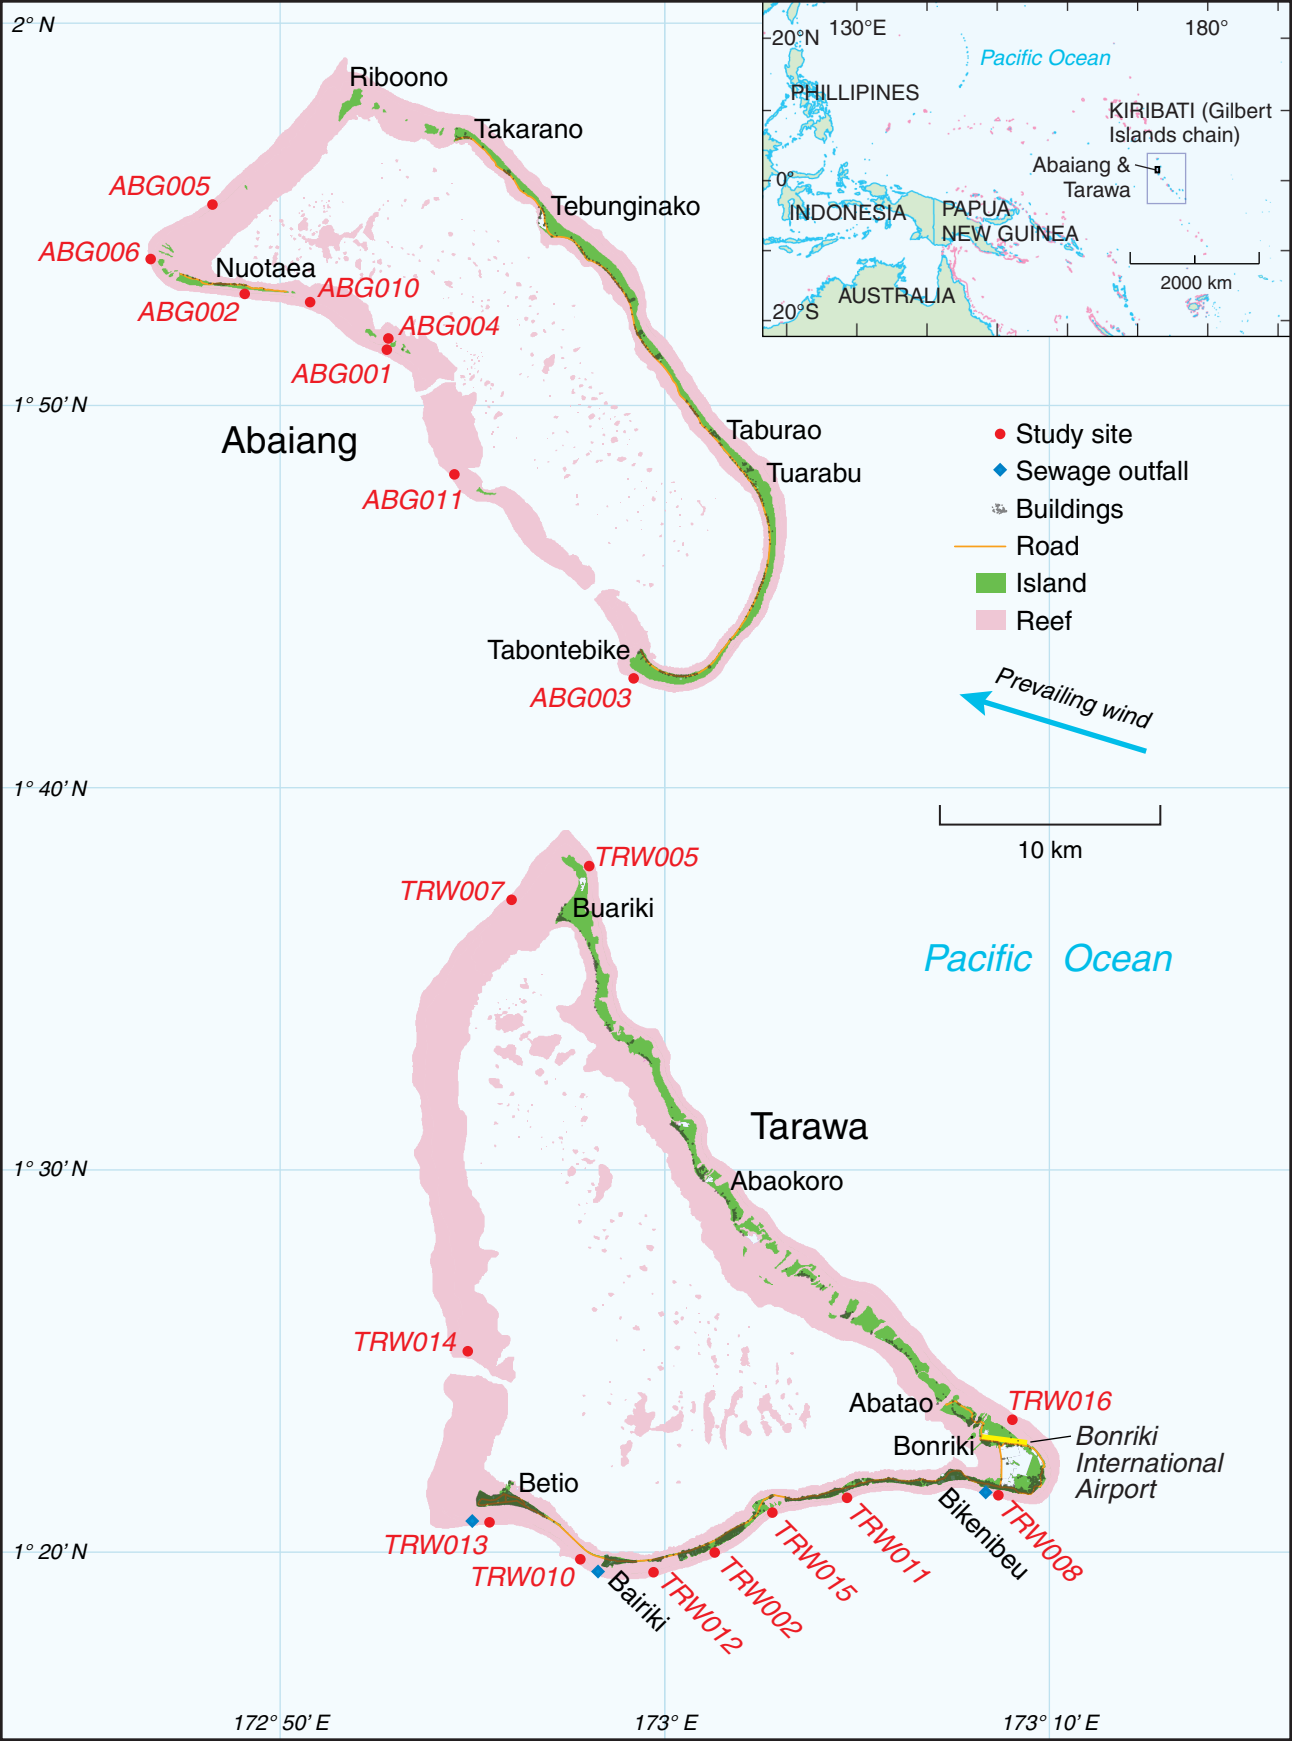 2° N
130°E
180°
20°N
Pacific Ocean
PHILLIPINES
KIRIBATI (Gilbert
Islands chain)
Abaiang &
Tarawa
0°
INDONESIA
PAPUA
NEW GUINEA
2000 km
AUSTRALIA
20°S
Riboono
Takarano
ABG005
Tebunginako
ABG006
Nuotaea
ABG010
ABG002
ABG004
ABG001
1° 50' N
Abaiang
Taburao
Tuarabu
ABG011
Study site
Sewage outfall
Buildings
Road
Island
Reef
Tabontebike
ABG003
Prevailing wind
1° 40' N
10 km
TRW005
TRW007
Buariki
Pacific Ocean
Tarawa
1° 30' N
Abaokoro
TRW014
Abatao
TRW016
Bonriki
Bonriki
International
Airport
Betio
TRW013
1° 20' N
TRW010
Bairiki
TRW012
TRW002
TRW015
TRW011
Bikenibeu
TRW008
172° 50' E
173° E
173° 10' E